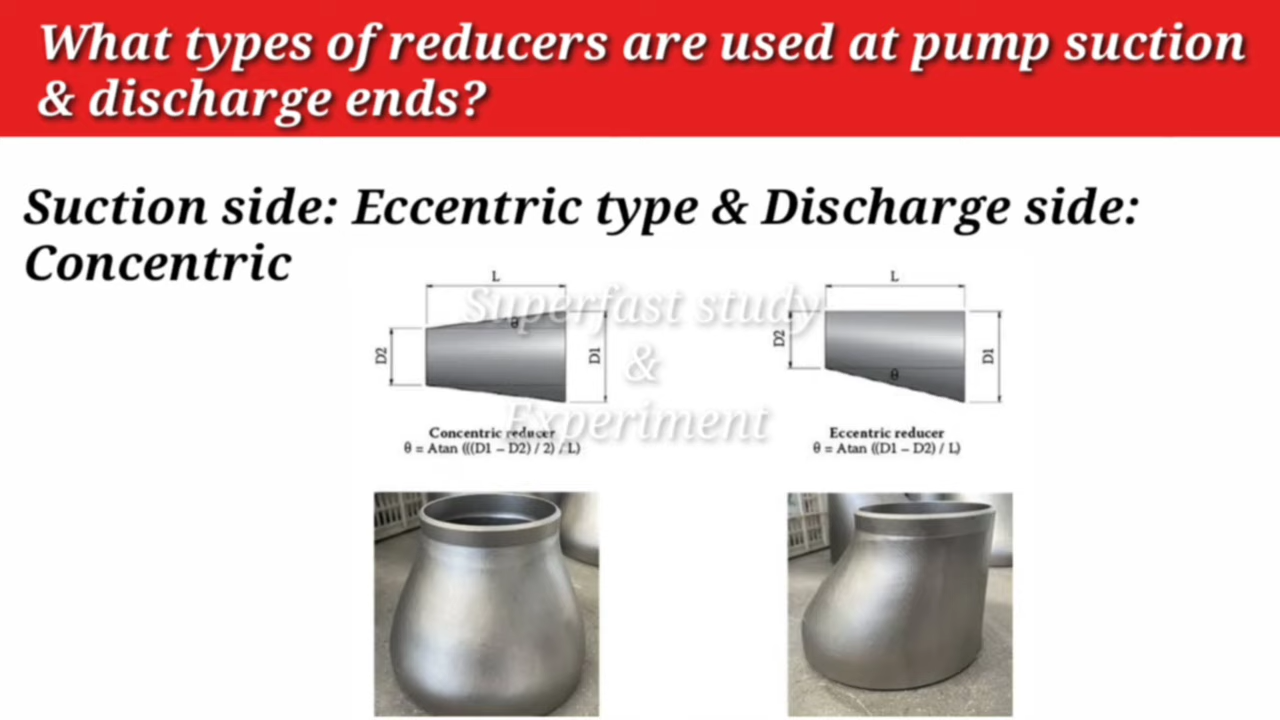 What types of reducers are used at pump suction
& discharge ends?
Suction side: Eccentric type & Discharge side:
Concentric
Superfast study
&
Experiment
L
θ
D2
D1
Concentric reducer
θ = Atan (((D1 – D2) / 2) / L)
L
D2
θ
D1
Eccentric reducer
θ = Atan ((D1 – D2) / L)